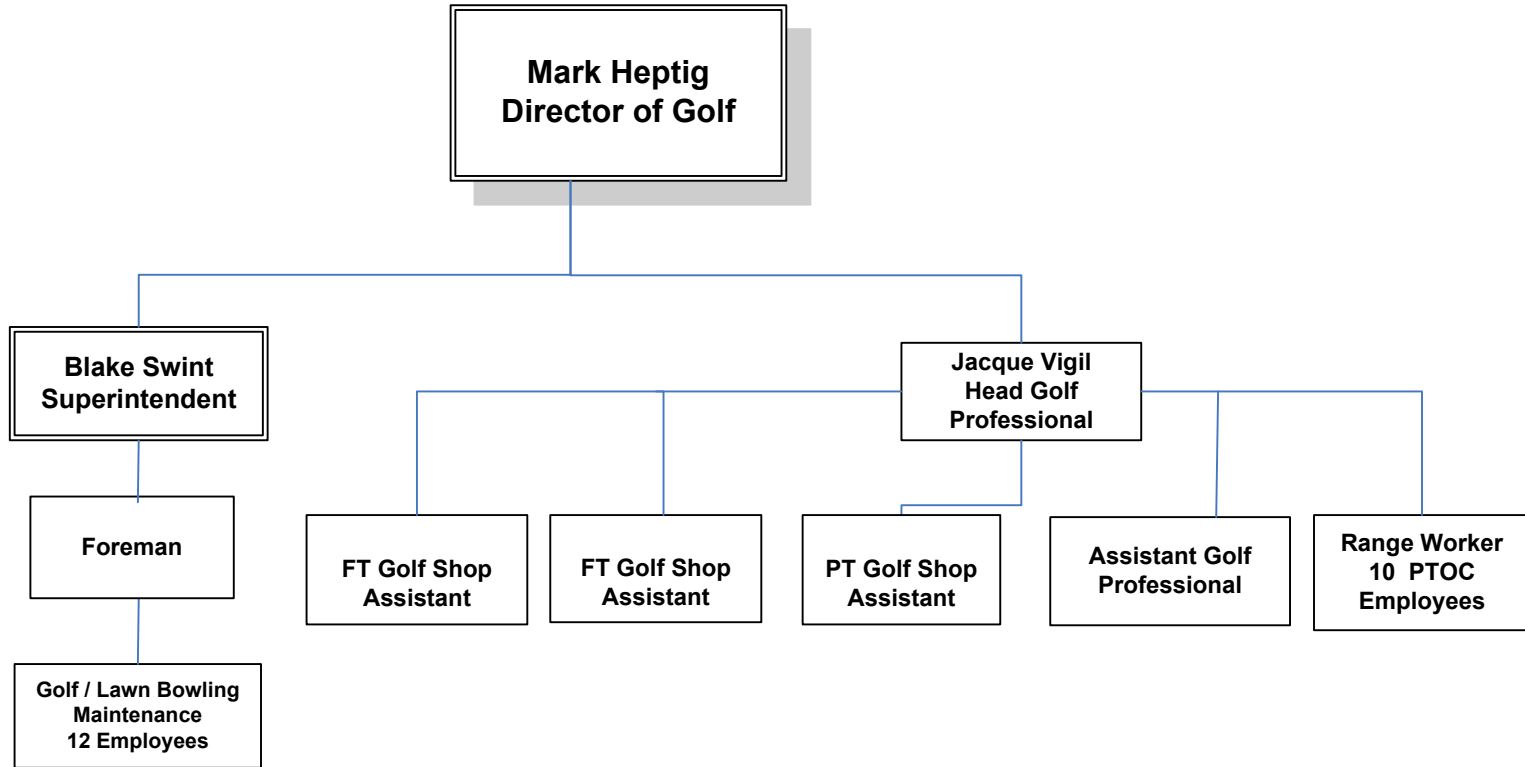 Mark Heptig
Director of Golf
Blake Swint
Superintendent
Jacque Vigil
Head Golf
Professional
Foreman
FT Golf Shop
Assistant
FT Golf Shop
Assistant
PT Golf Shop
Assistant
Assistant Golf
Professional
Range Worker
10 PTOC
Employees
Golf / Lawn Bowling
Maintenance
12 Employees